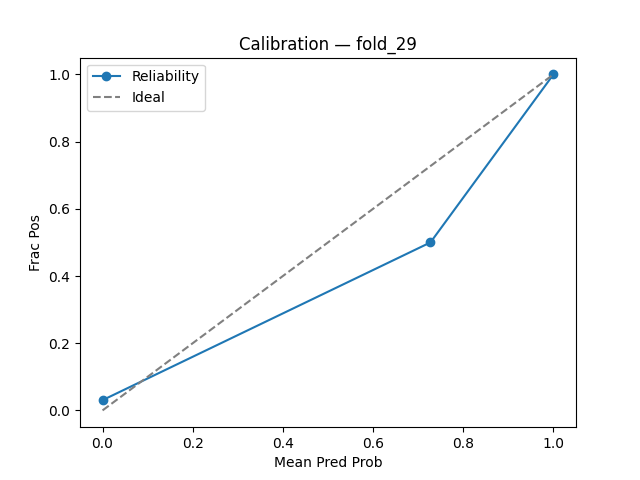 Calibration — fold_29
Reliability
Ideal
Frac Pos
1.0
0.8
0.6
0.4
0.2
0.0
0.0 0.2 0.4 0.6 0.8 1.0
Mean Pred Prob